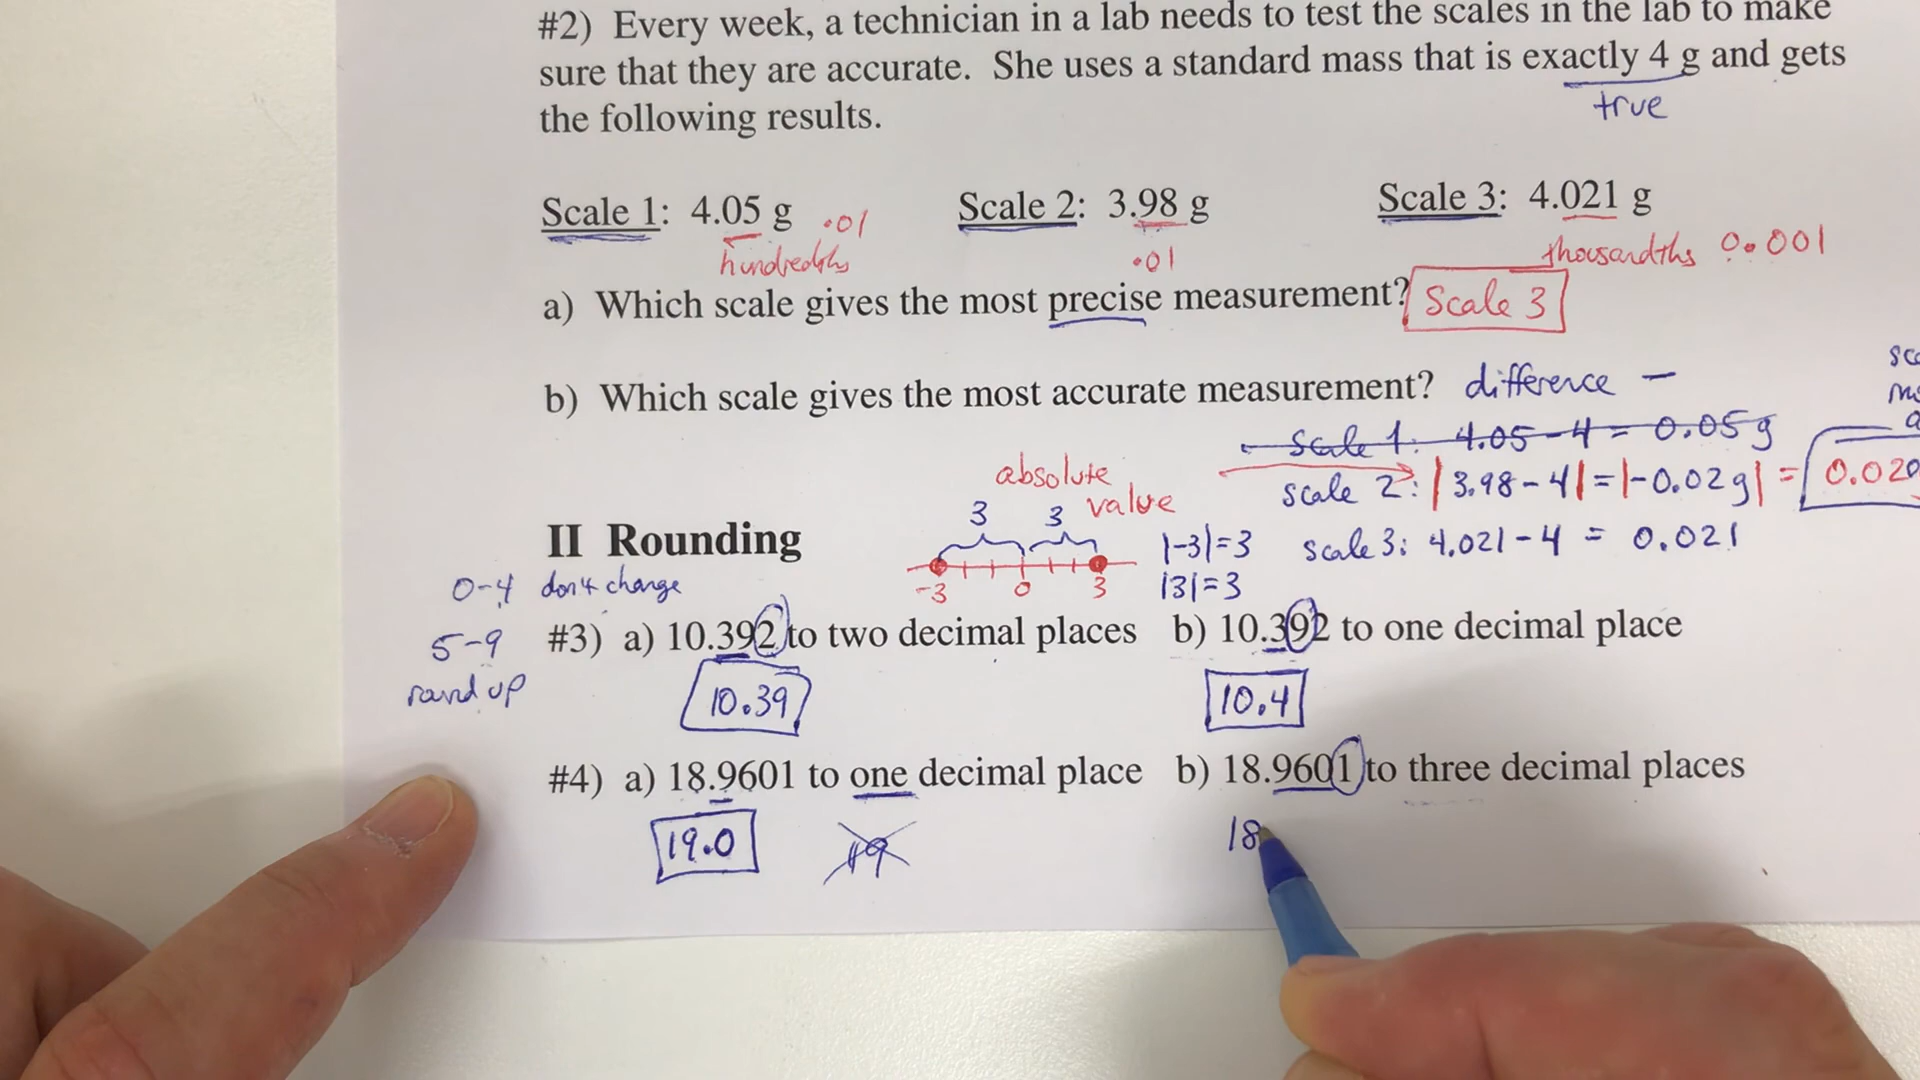 #2) Every week, a technician in a lab needs to test the scales in the lab to make
sure that they are accurate. She uses a standard mass that is exactly 4 g and gets
the following results.
true
Scale 1: 4.05 g .01 Scale 2: 3.98 g Scale 3: 4.021 g
hundredths .01 thousandths 0.001
a) Which scale gives the most precise measurement? Scale 3
b) Which scale gives the most accurate measurement? difference −
scale 1: 4.05 - 4 = 0.05 g
absolute
value
scale 2: |3.98 - 4| = |-0.02 g| = 0.020
3 3
II Rounding
|-3| = 3 scale 3: 4.021 - 4 = 0.021
-3 0 3 |3| = 3
0-4 don't change
5-9
round up
#3) a) 10.392 to two decimal places b) 10.392 to one decimal place
10.39 10.4
#4) a) 18.9601 to one decimal place b) 18.9601 to three decimal places
19.0 19 18